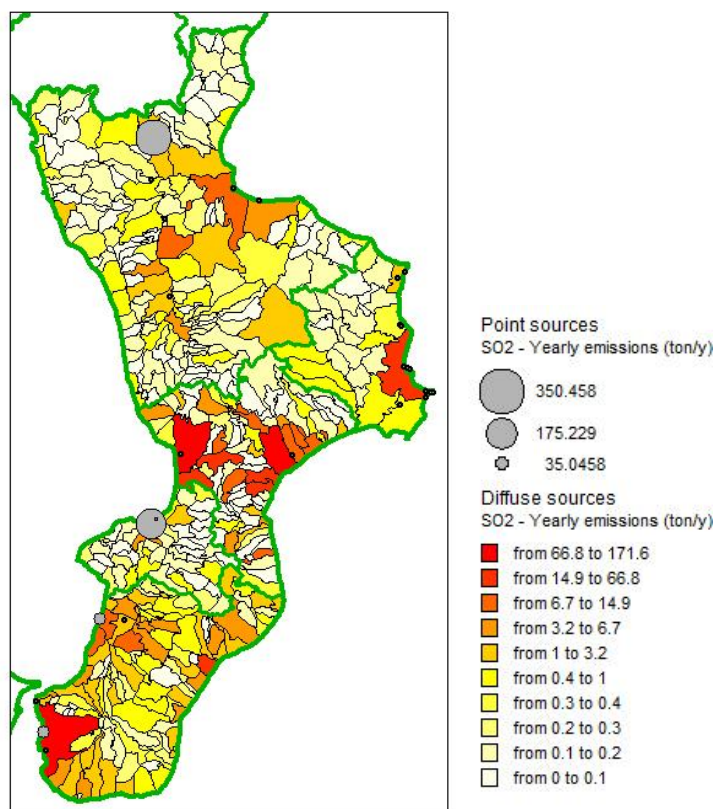 Point sources
SO2 - Yearly emissions (ton/y)
350.458
175.229
35.0458
Diffuse sources
SO2 - Yearly emissions (ton/y)
from 66.8 to 171.6
from 14.9 to 66.8
from 6.7 to 14.9
from 3.2 to 6.7
from 1 to 3.2
from 0.4 to 1
from 0.3 to 0.4
from 0.2 to 0.3
from 0.1 to 0.2
from 0 to 0.1